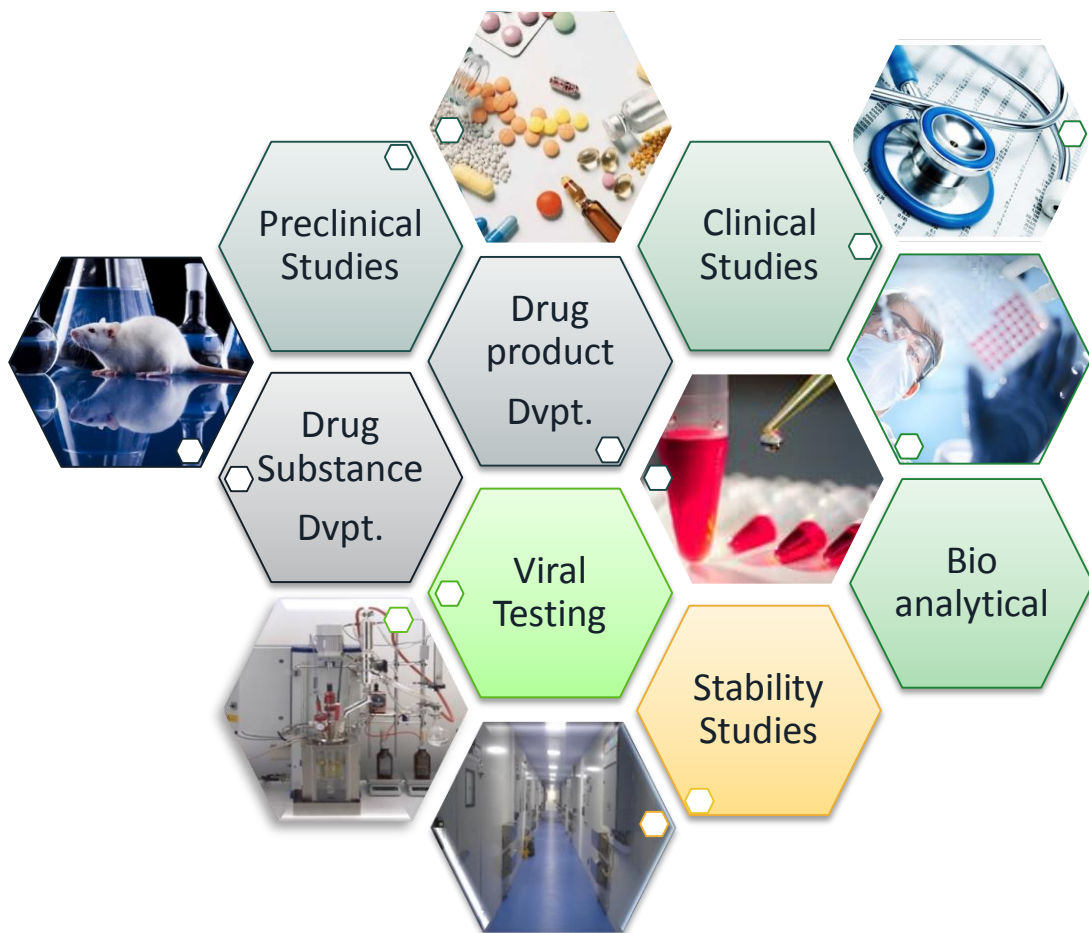 Preclinical
Studies
Clinical
Studies
Drug
product
Dvpt.
Drug
Substance
Dvpt.
Viral
Testing
Bio
analytical
Stability
Studies